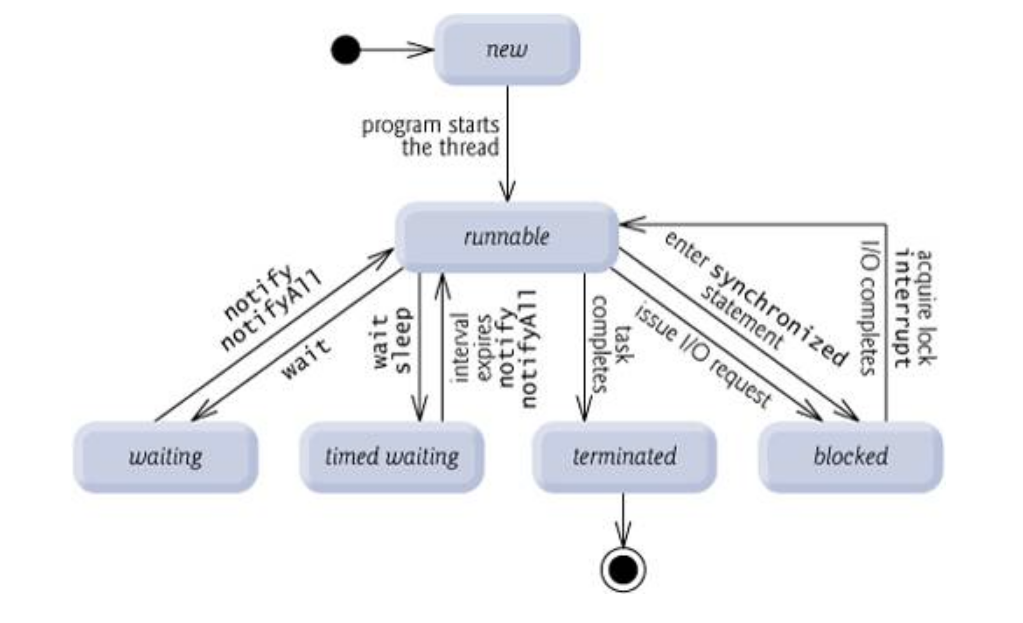 new
program starts
the thread
runnable
notify
notifyAll
wait
wait
sleep
interval
expires
notify
notifyAll
task
completes
issue I/O request
enter synchronized
statement
I/O completes
interrupt
acquire lock
waiting
timed waiting
terminated
blocked